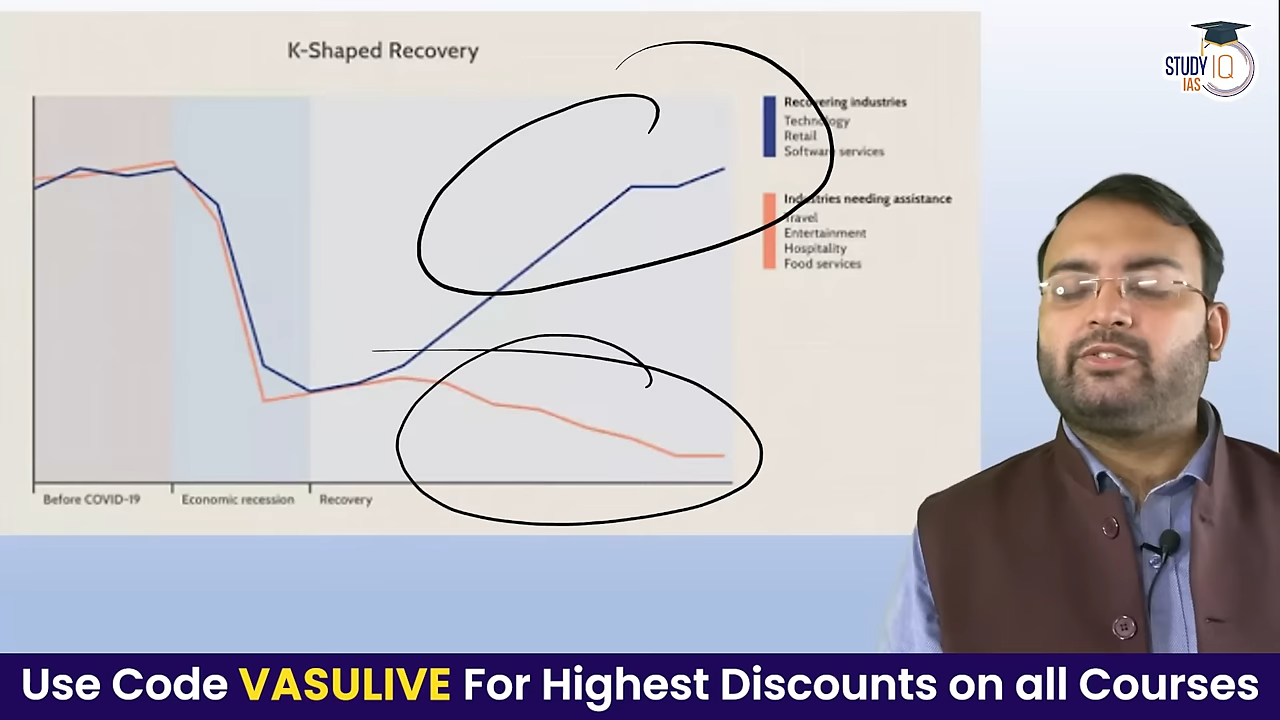 K-Shaped Recovery
STUDY IQ
IAS
Recovering industries
Technology
Retail
Software services
Industries needing assistance
Travel
Entertainment
Hospitality
Food services
Before COVID-19
Economic recession
Recovery
Use Code VASULIVE For Highest Discounts on all Courses